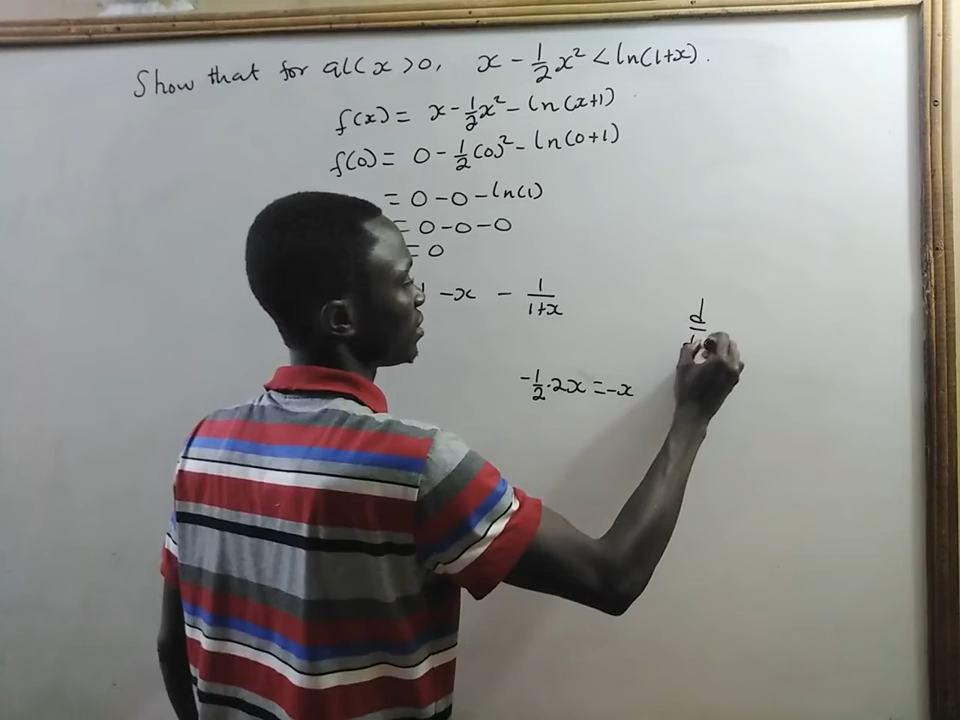 Show that for all x > 0, x - 1/2 x² < ln(1+x).
f(x) = x - 1/2 x² - ln(x+1)
f(0) = 0 - 1/2 (0)² - ln(0+1)
= 0 - 0 - ln(1)
= 0 - 0 - 0
= 0
1 - x - 1/(1+x)
d
-1/2 · 2x = -x